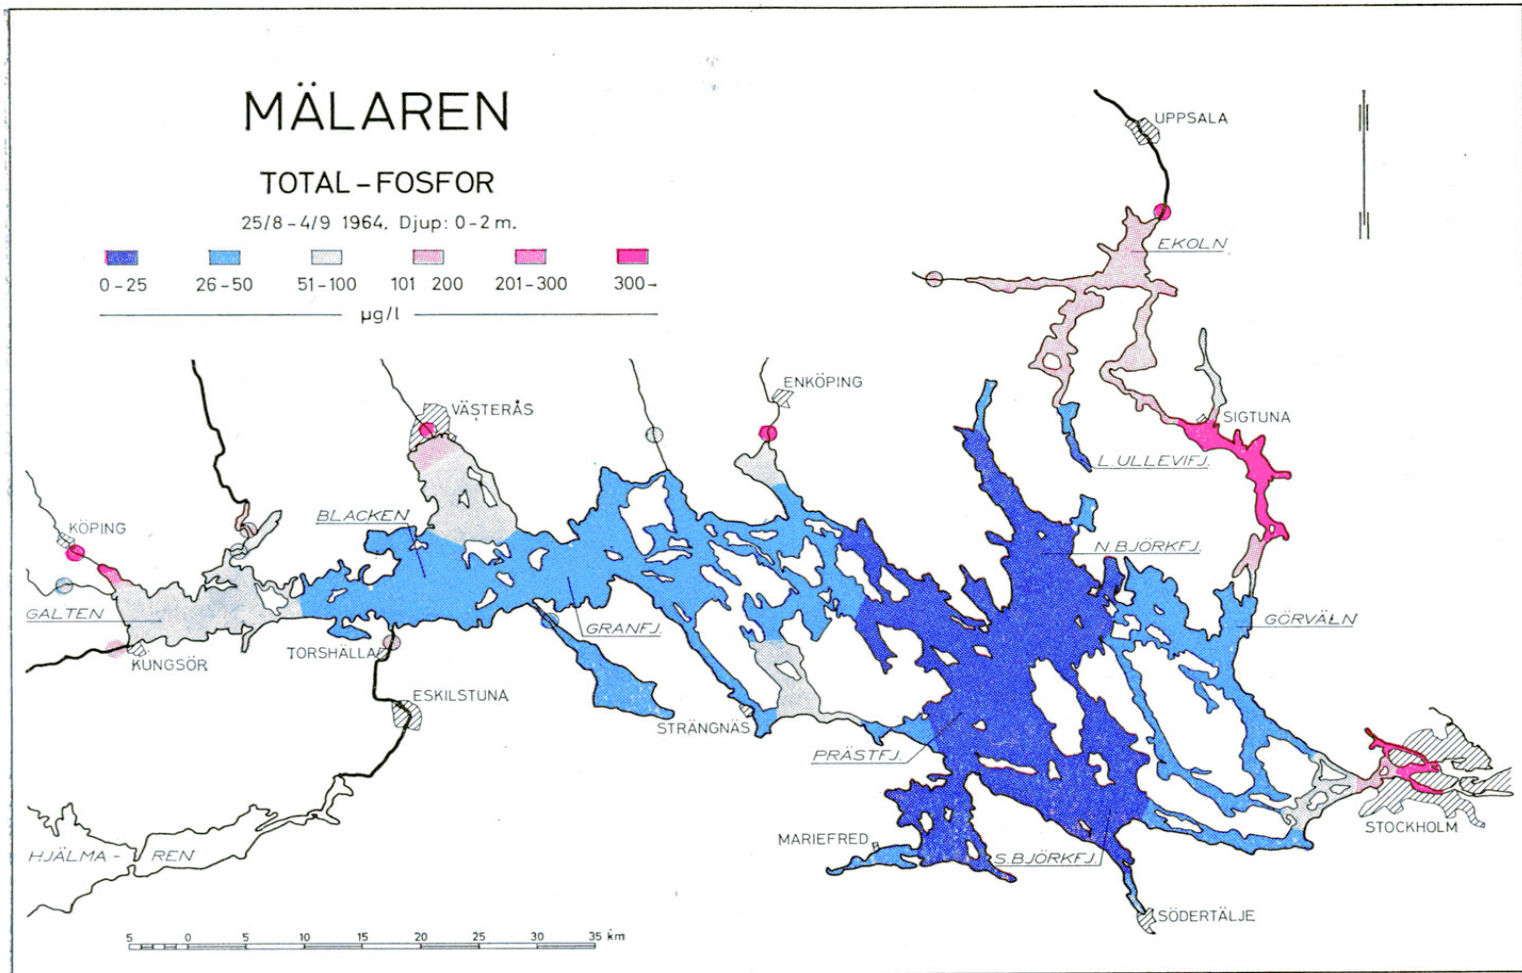 MÄLAREN
TOTAL-FOSFOR
25/8-4/9 1964. Djup: 0-2 m.
0-25 26-50 51-100 101 200 201-300 300-
µg/l
UPPSALA
EKOLN
ENKÖPING
VÄSTERÅS
SIGTUNA
L. ULLEVIFJ.
BLACKEN
KÖPING
N. BJÖRKFJ.
GALTEN
GRANFJ.
GÖRVÄLN
TORSHÄLLA
KUNGSÖR
ESKILSTUNA
STRÄNGNÄS
PRÄSTFJ.
STOCKHOLM
MARIEFRED
HJÄLMA- REN
S. BJÖRKFJ.
SÖDERTÄLJE
5 0 5 10 15 20 25 30 35 km